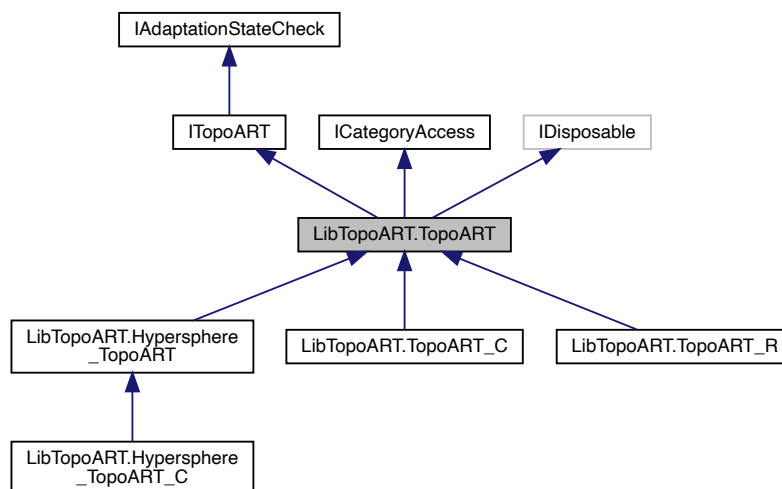 IAdaptationStateCheck
ITopoART
ICategoryAccess
IDisposable
LibTopoART.TopoART
LibTopoART.Hypersphere
_TopoART
LibTopoART.TopoART_C
LibTopoART.TopoART_R
LibTopoART.Hypersphere
_TopoART_C